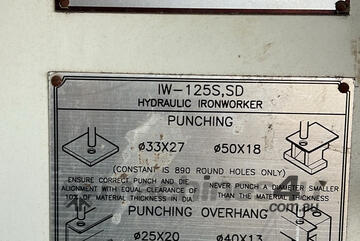 IW-125S,SD
HYDRAULIC IRONWORKER
PUNCHING
ø33X27 ø50X18
(CONSTANT IS 890 ROUND HOLES ONLY)
ENSURE CORRECT PUNCH AND DIE
ALIGNMENT WITH EQUAL CLEARANCE OF
10% OF MATERIAL THICKNESS IN DIA.
NEVER PUNCH A DIAMETER SMALLER
THAN THE MATERIAL THICKNESS
PUNCHING OVERHANG
ø25X20 ø40X13